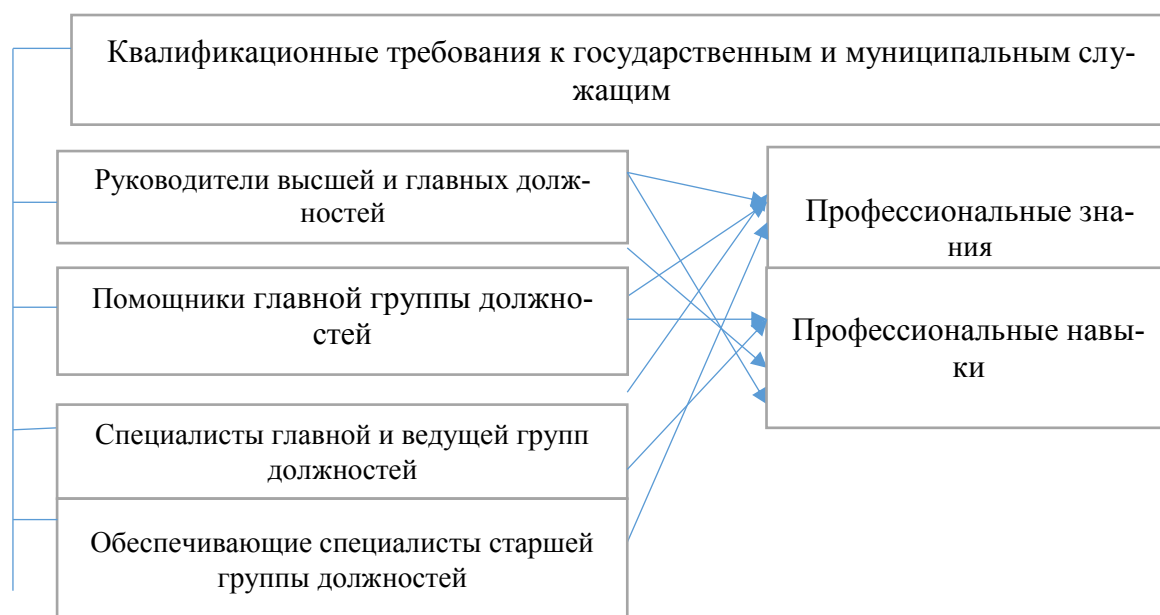 Квалификационные требования к государственным и муниципальным слу-
жащим
Руководители высшей и главных долж-
ностей
Профессиональные зна-
ния
Помощники главной группы должно-
стей
Профессиональные навы-
ки
Специалисты главной и ведущей групп
должностей
Обеспечивающие специалисты старшей
группы должностей